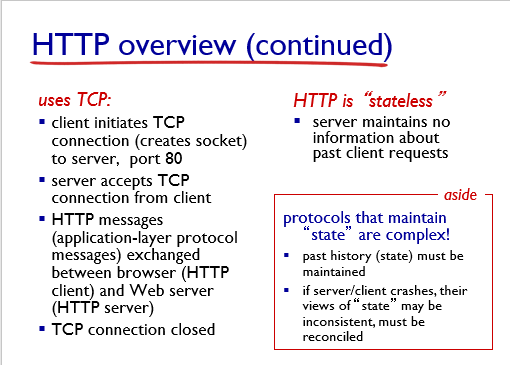 HTTP overview (continued)
uses TCP:
▪ client initiates TCP
connection (creates socket)
to server, port 80
▪ server accepts TCP
connection from client
▪ HTTP messages
(application-layer protocol
messages) exchanged
between browser (HTTP
client) and Web server
(HTTP server)
▪ TCP connection closed
HTTP is “stateless”
▪ server maintains no
information about
past client requests
aside
protocols that maintain
“state” are complex!
▪ past history (state) must be
maintained
▪ if server/client crashes, their
views of “state” may be
inconsistent, must be
reconciled